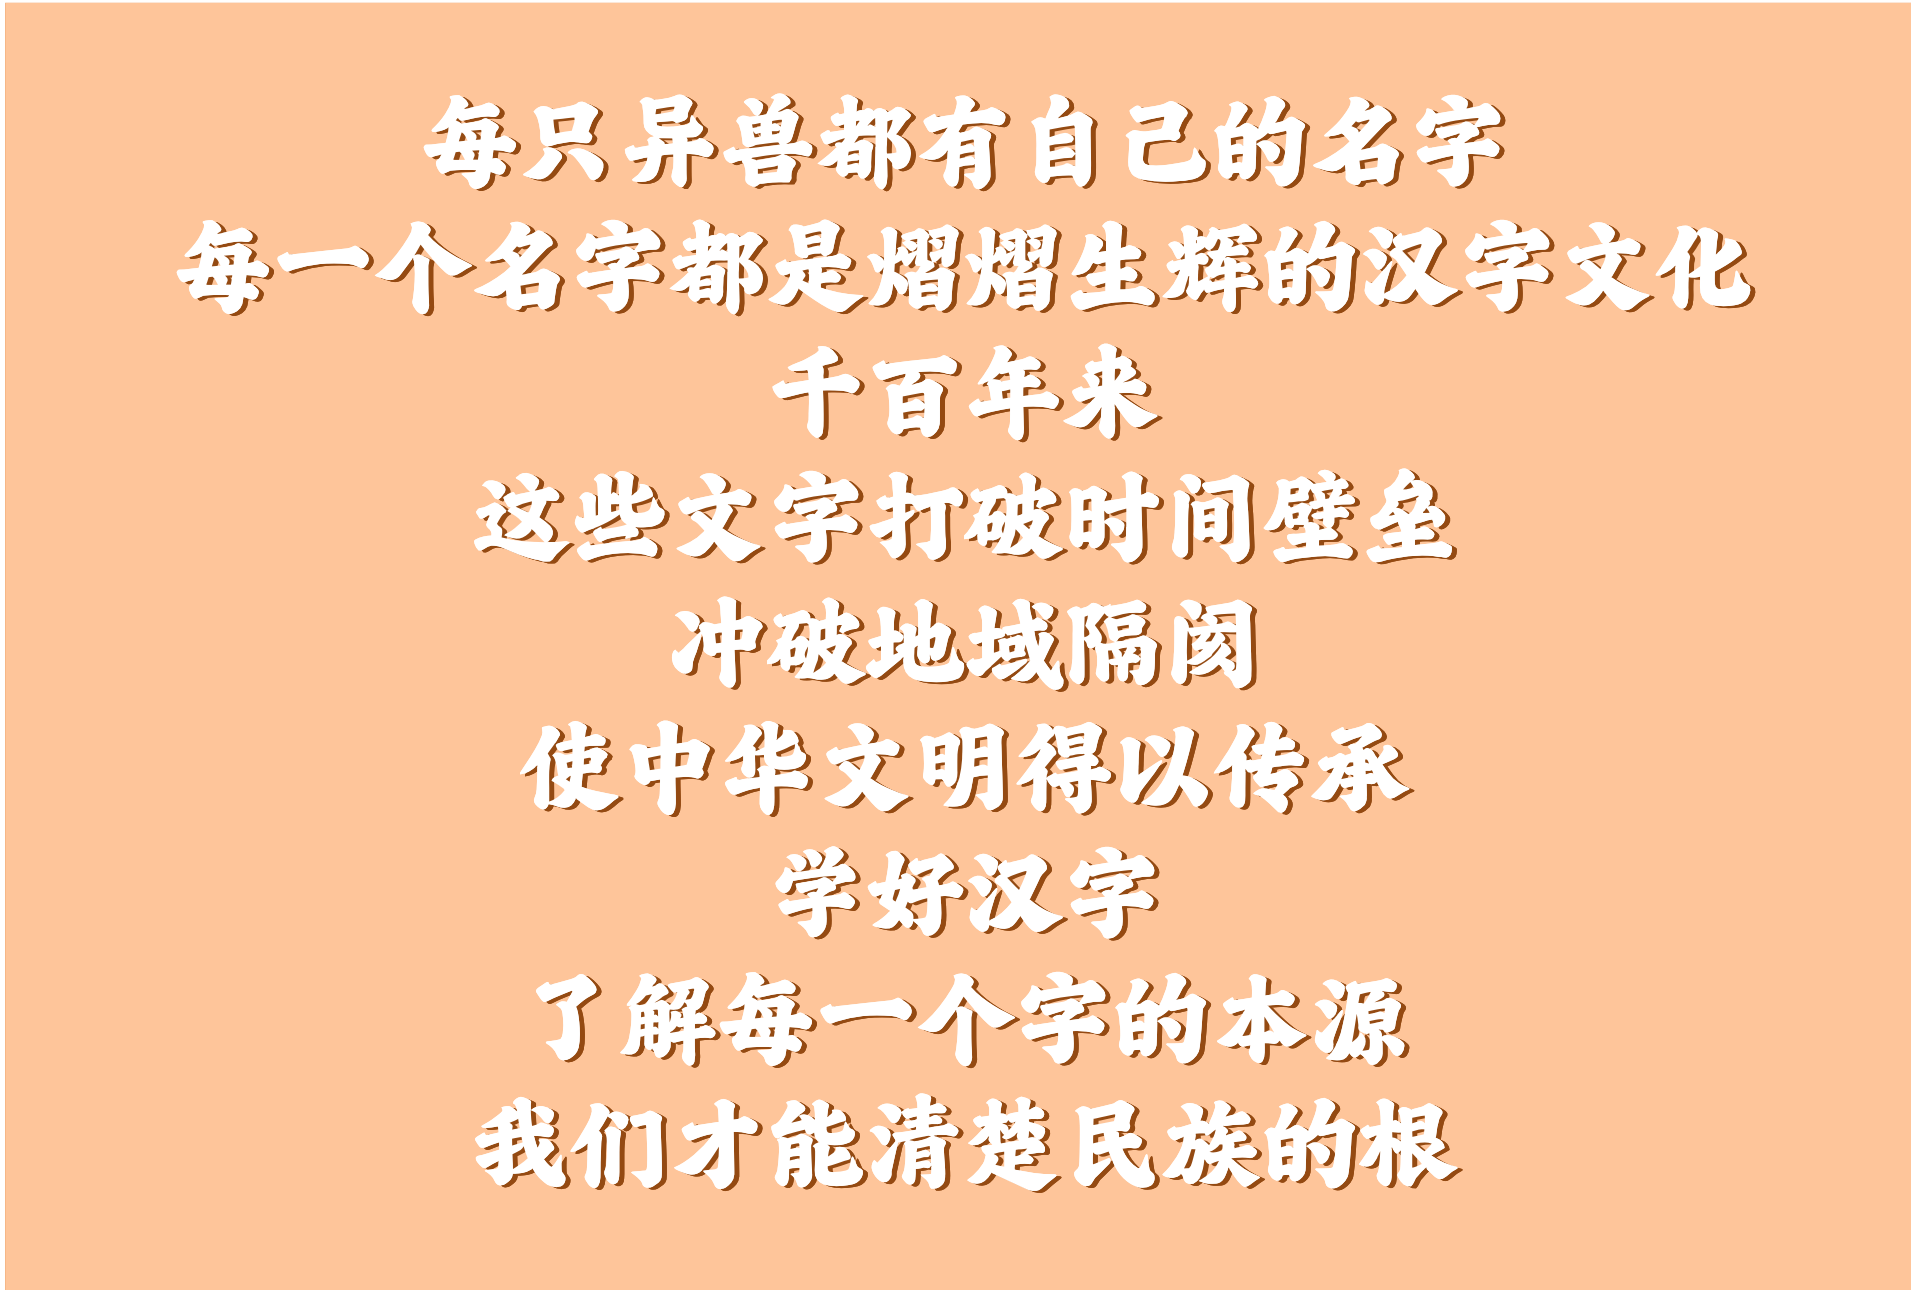 每只异兽都有自己的名字
每一个名字都是熠熠生辉的汉字文化
千百年来
这些文字打破时间壁垒
冲破地域隔阂
使中华文明得以传承
学好汉字
了解每一个字的本源
我们才能清楚民族的根